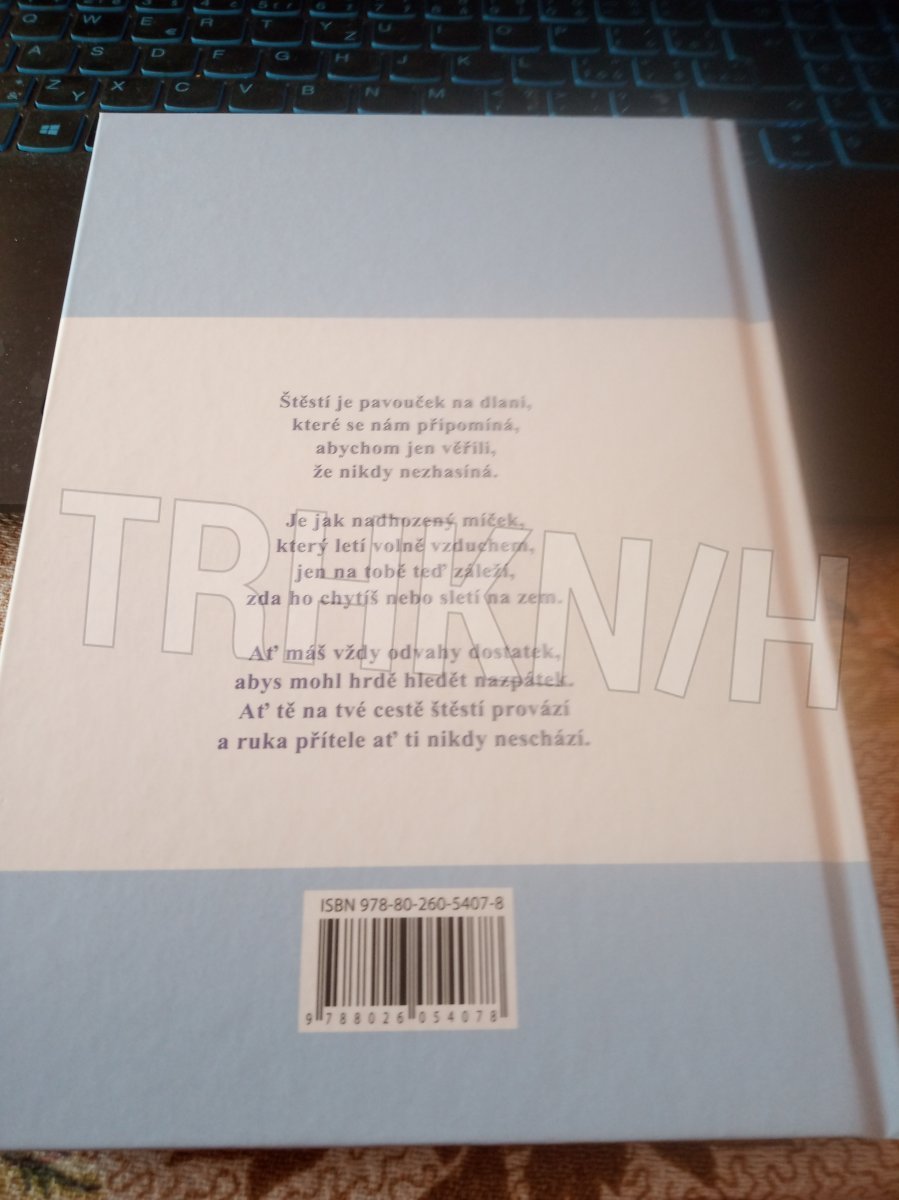 Q W E R T Z U I O P
A S D F G H J K L
Y X C V B N M
Štěstí je pavouček na dlani,
které se nám připomíná,
abychom jen věřili,
že nikdy nezhasíná.
Je jak nadhozený míček,
který letí volně vzduchem,
jen na tobě teď záleží,
zda ho chytíš nebo sletí na zem.
Ať máš vždy odvahy dostatek,
abys mohl hrdě hledět nazpátek.
Ať tě na tvé cestě štěstí provází
a ruka přítele ať ti nikdy neschází.
TRHKN/H
ISBN 978-80-260-5407-8
9 788026 054078